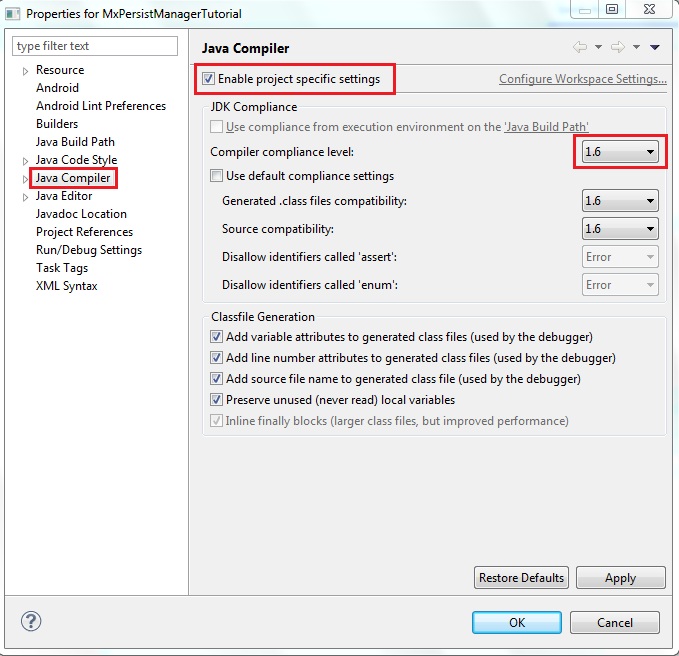 Properties for MxPersistManagerTutorial
type filter text
Resource
Android
Android Lint Preferences
Builders
Java Build Path
Java Code Style
Java Compiler
Java Editor
Javadoc Location
Project References
Run/Debug Settings
Task Tags
XML Syntax
Java Compiler
Enable project specific settings
Configure Workspace Settings...
JDK Compliance
Use compliance from execution environment on the 'Java Build Path'
Compiler compliance level: 1.6
Use default compliance settings
Generated .class files compatibility: 1.6
Source compatibility: 1.6
Disallow identifiers called 'assert': Error
Disallow identifiers called 'enum': Error
Classfile Generation
Add variable attributes to generated class files (used by the debugger)
Add line number attributes to generated class files (used by the debugger)
Add source file name to generated class file (used by the debugger)
Preserve unused (never read) local variables
Inline finally blocks (larger class files, but improved performance)
Restore Defaults Apply
? OK Cancel